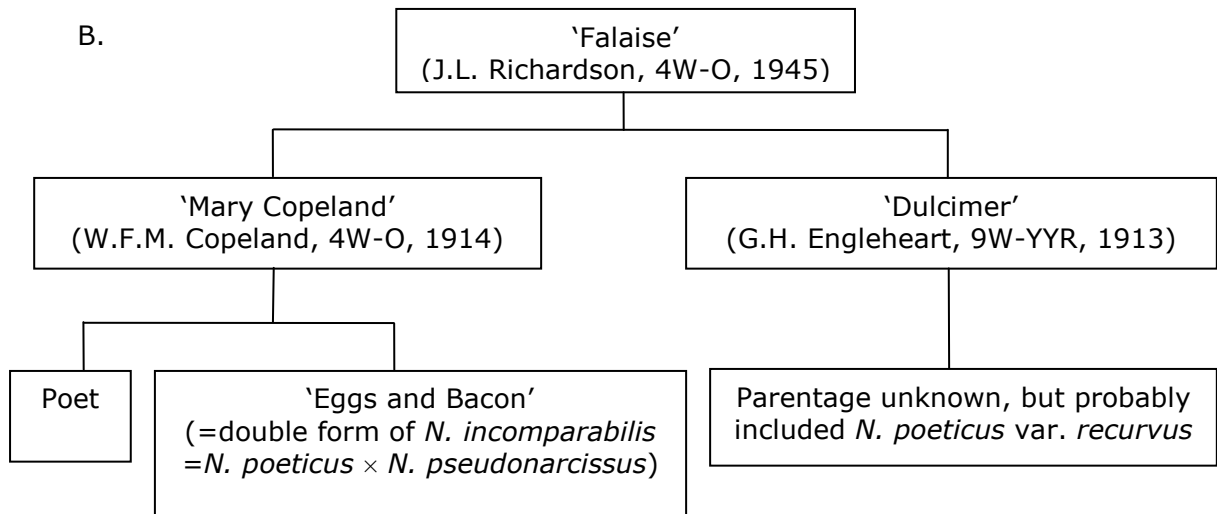 B.
‘Falaise’
(J.L. Richardson, 4W-O, 1945)
‘Mary Copeland’
(W.F.M. Copeland, 4W-O, 1914)
‘Dulcimer’
(G.H. Engleheart, 9W-YYR, 1913)
Poet
‘Eggs and Bacon’
(=double form of N. incomparabilis
=N. poeticus × N. pseudonarcissus)
Parentage unknown, but probably
included N. poeticus var. recurvus